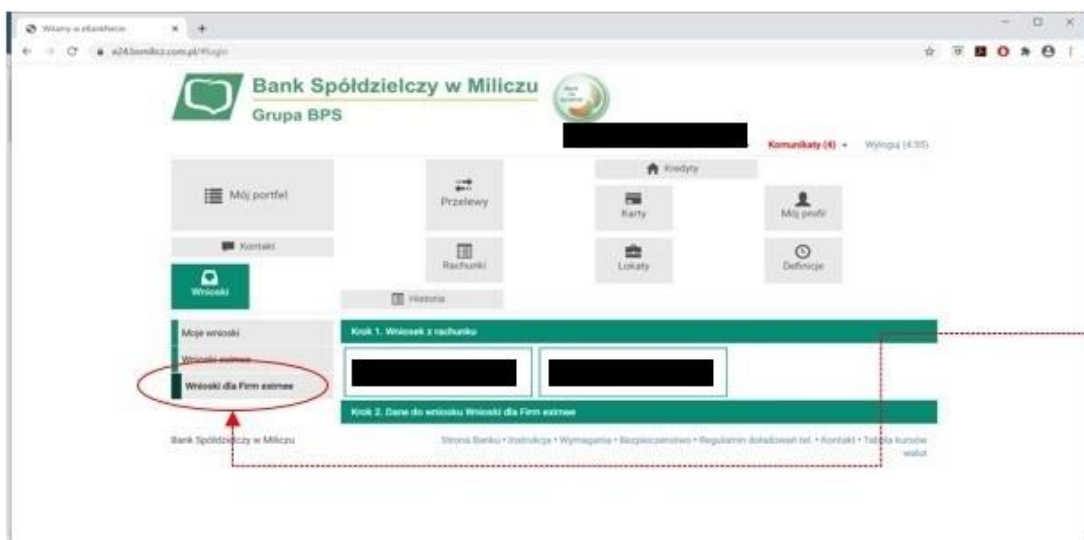 Witamy w eBankNecie
e24.bsmilicz.com.pl/#login
Bank Spółdzielczy w Miliczu
Grupa BPS
Komunikaty (4)
Wyloguj (4:55)
Mój portfel
Przelewy
Kredyty
Karty
Mój profil
Kontakt
Rachunki
Lokaty
Definicje
Wnioski
Historia
Moje wnioski
Krok 1. Wniosek z rachunku
Wnioski eximee
Wnioski dla Firm eximee
Krok 2. Dane do wniosku Wnioski dla Firm eximee
Bank Spółdzielczy w Miliczu
Strona Banku • Instrukcja • Wymagania • Bezpieczeństwo • Regulamin doładowań tel. • Kontakt • Tabela kursów
walut